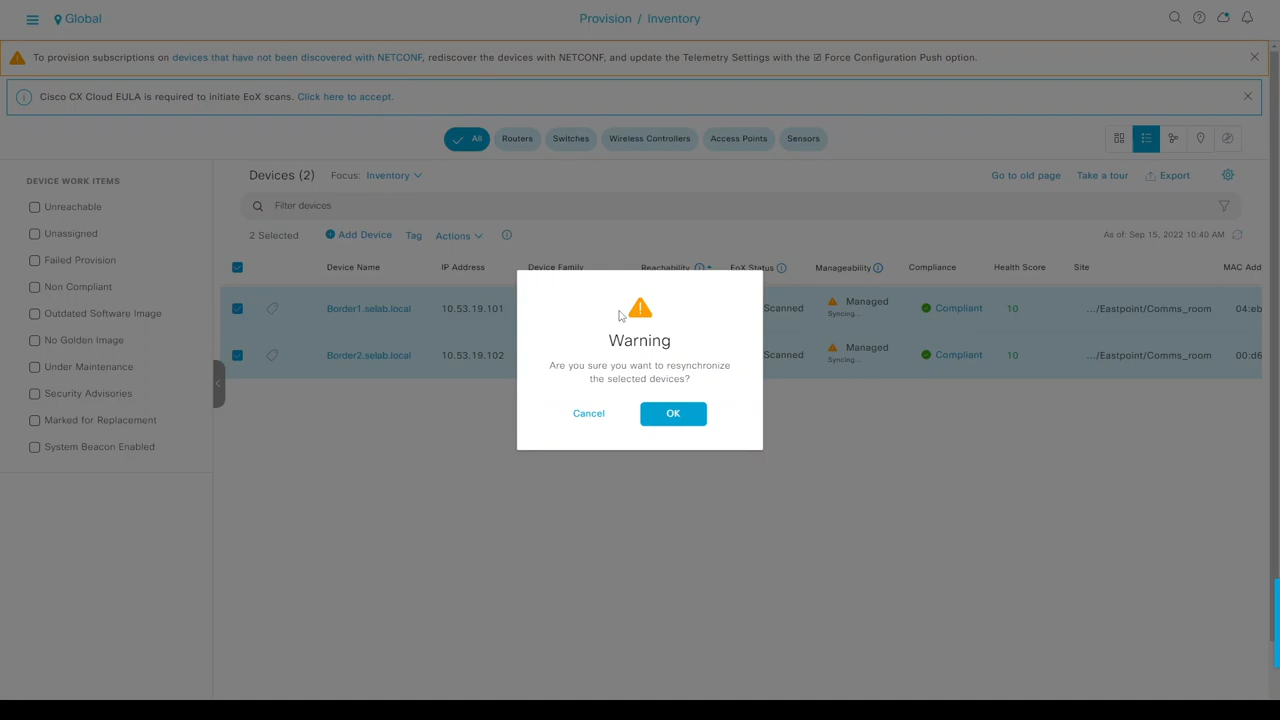 Global
Provision / Inventory
To provision subscriptions on devices that have not been discovered with NETCONF, rediscover the devices with NETCONF, and update the Telemetry Settings with the ☑ Force Configuration Push option.
Cisco CX Cloud EULA is required to initiate EoX scans. Click here to accept.
All Routers Switches Wireless Controllers Access Points Sensors
DEVICE WORK ITEMS
Unreachable
Unassigned
Failed Provision
Non Compliant
Outdated Software Image
No Golden Image
Under Maintenance
Security Advisories
Marked for Replacement
System Beacon Enabled
Devices (2) Focus: Inventory
Go to old page Take a tour Export
Filter devices
2 Selected Add Device Tag Actions
As of: Sep 15, 2022 10:40 AM
Device Name IP Address Device Family Reachability EoX Status Manageability Compliance Health Score Site MAC Add
Border1.selab.local 10.53.19.101 Scanned Managed Compliant 10 .../Eastpoint/Comms_room 04:eb
Syncing...
Border2.selab.local 10.53.19.102 Scanned Managed Compliant 10 .../Eastpoint/Comms_room 00:d6
Syncing...
Warning
Are you sure you want to resynchronize
the selected devices?
Cancel OK